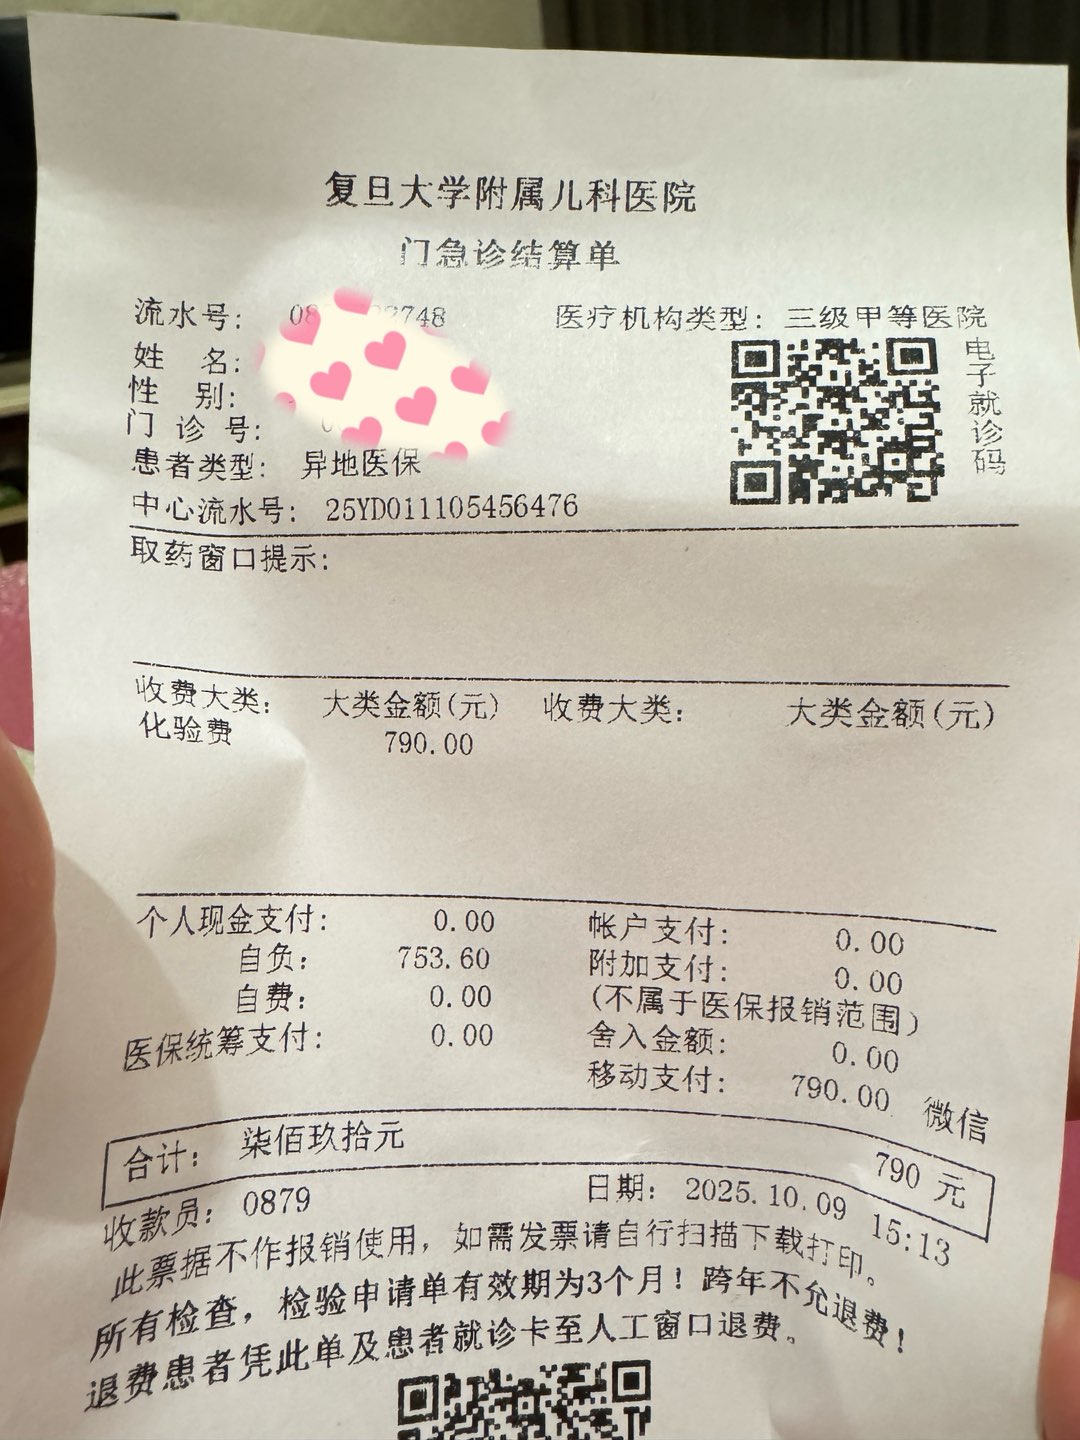 复旦大学附属儿科医院
门急诊结算单
流水号: 08 2748 医疗机构类型: 三级甲等医院
姓 名:
性 别:
门 诊 号:
电子就诊码
患者类型: 异地医保
中心流水号: 25YD011105456476
取药窗口提示:
收费大类: 大类金额(元) 收费大类: 大类金额(元)
化验费 790.00
个人现金支付: 0.00 帐户支付: 0.00
自负: 753.60 附加支付: 0.00
自费: 0.00 (不属于医保报销范围)
医保统筹支付: 0.00 舍入金额: 0.00
移动支付: 790.00 微信
合计: 柒佰玖拾元 790 元
收款员: 0879 日期: 2025.10.09 15:13
此票据不作报销使用，如需发票请自行扫描下载打印。
所有检查，检验申请单有效期为3个月！跨年不允退费！
退费患者凭此单及患者就诊卡至人工窗口退费。